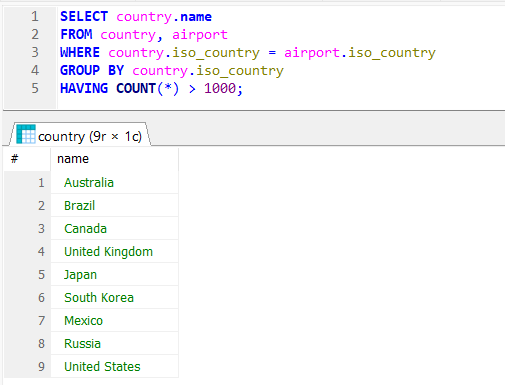 1 SELECT country.name
2 FROM country, airport
3 WHERE country.iso_country = airport.iso_country
4 GROUP BY country.iso_country
5 HAVING COUNT(*) > 1000;
country (9r × 1c)
# name
1 Australia
2 Brazil
3 Canada
4 United Kingdom
5 Japan
6 South Korea
7 Mexico
8 Russia
9 United States